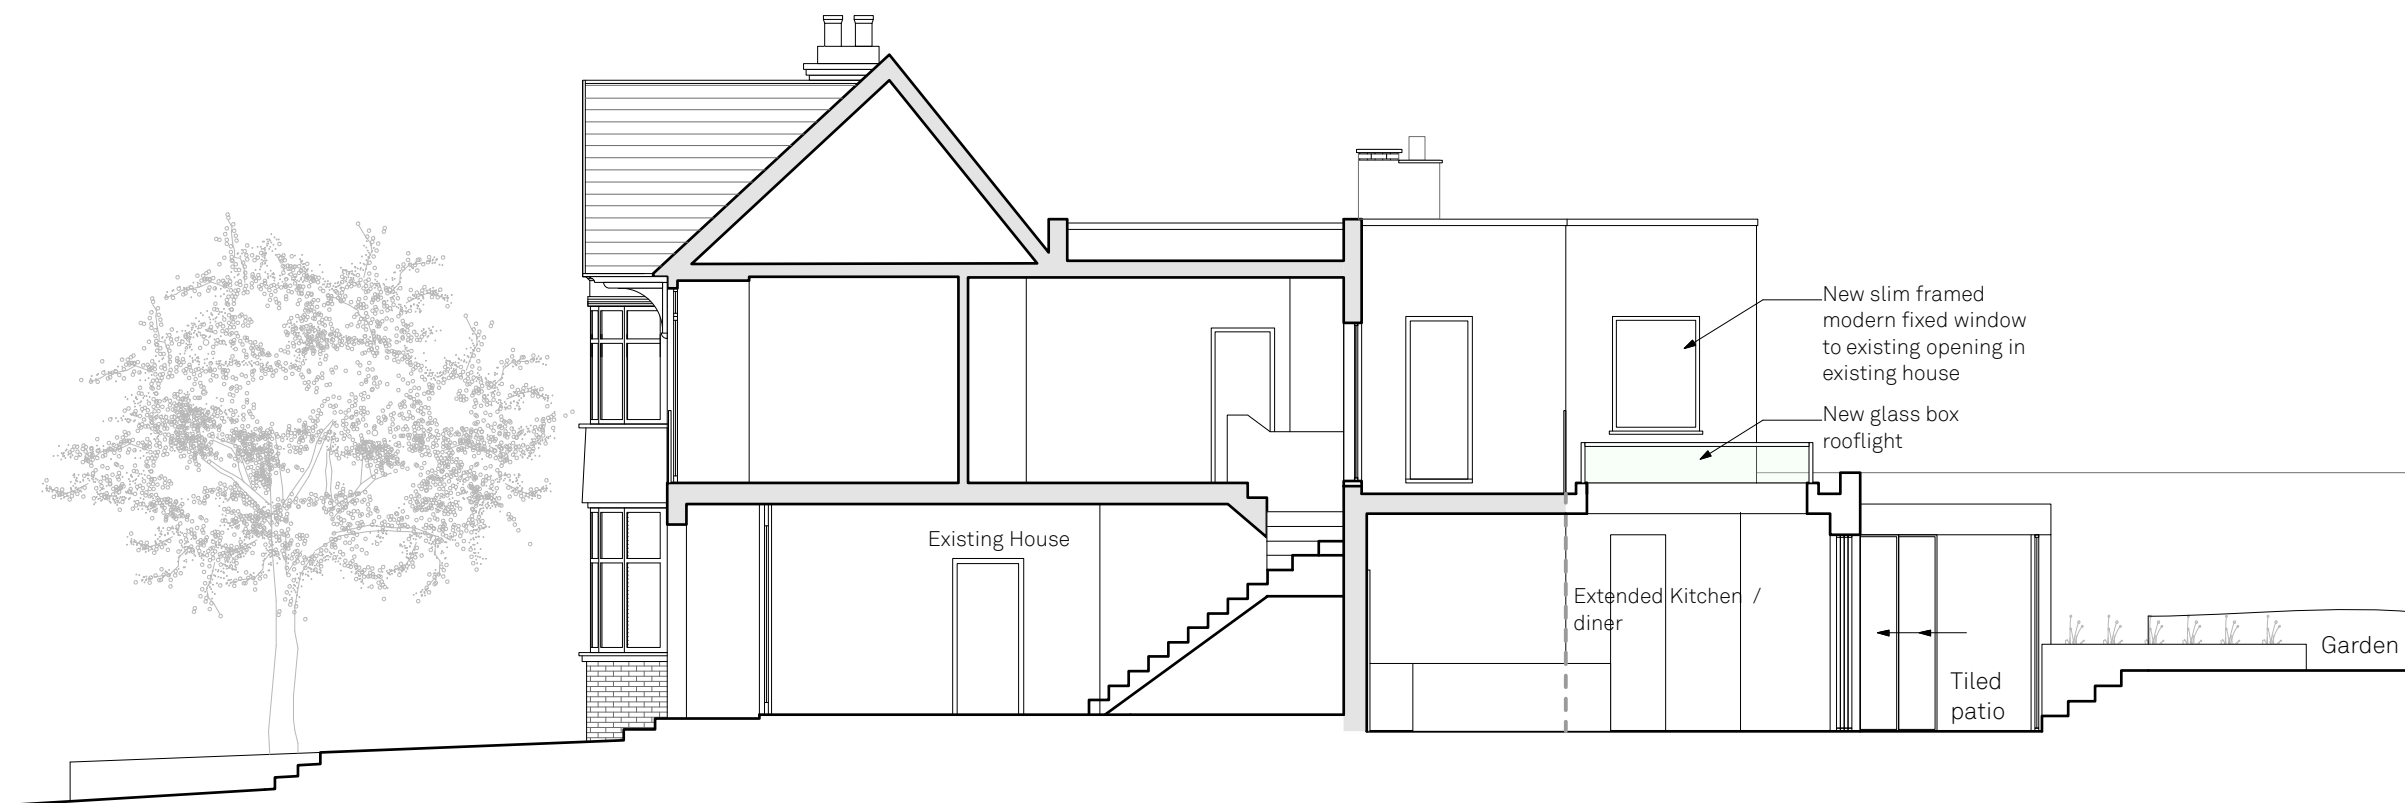 New slim framed
modern fixed window
to existing opening in
existing house
New glass box
rooflight
Existing House
Extended Kitchen /
diner
Garden
Tiled
patio